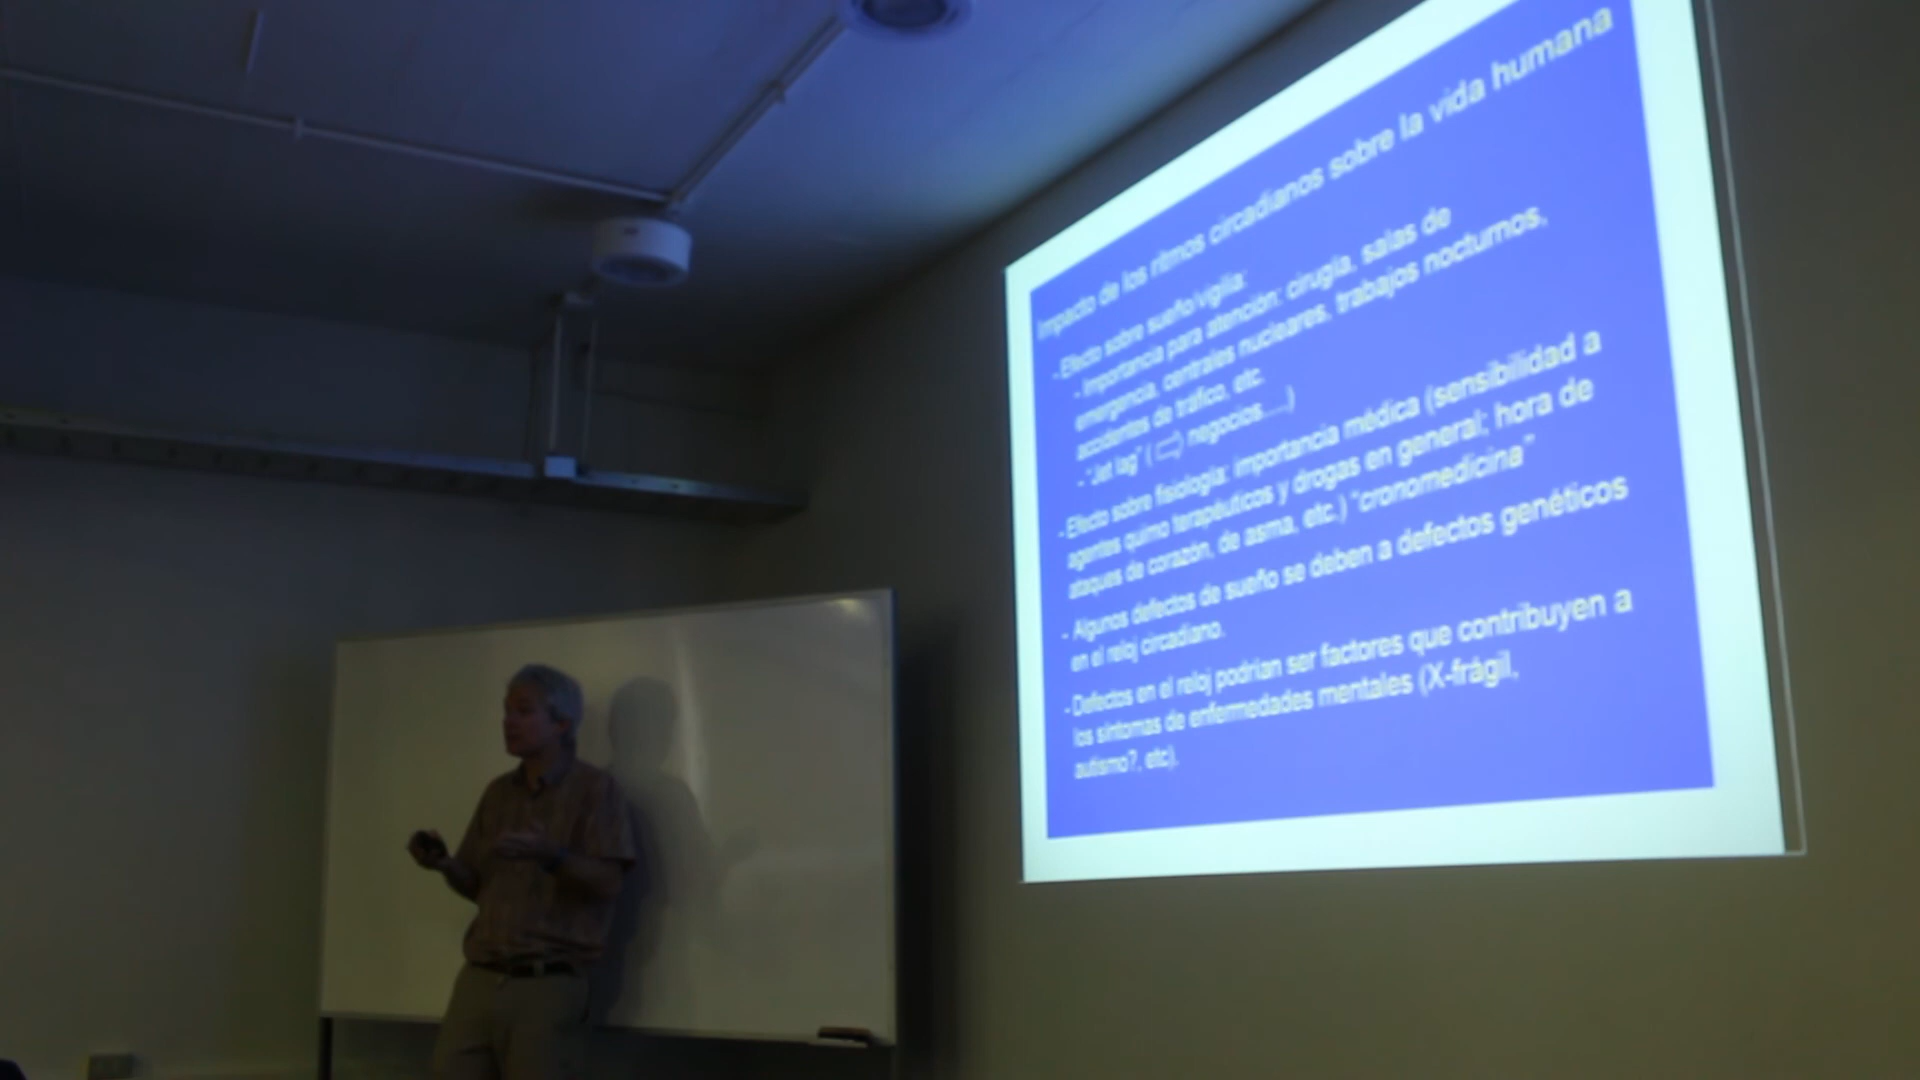 Impacto de los ritmos circadianos sobre la vida humana
- Efecto sobre sueño/vigilia:
- Importancia para atención: cirugía, salas de
emergencia, centrales nucleares, trabajos nocturnos,
accidentes de tráfico, etc.
- "Jet lag" (⇨ negocios....)
- Efecto sobre fisiología: importancia médica (sensibilidad a
agentes quimo terapéuticos y drogas en general; hora de
ataques de corazón, de asma, etc.) "cronomedicina"
- Algunos defectos de sueño se deben a defectos genéticos
en el reloj circadiano.
- Defectos en el reloj podrían ser factores que contribuyen a
los síntomas de enfermedades mentales (X-frágil,
autismo?, etc).